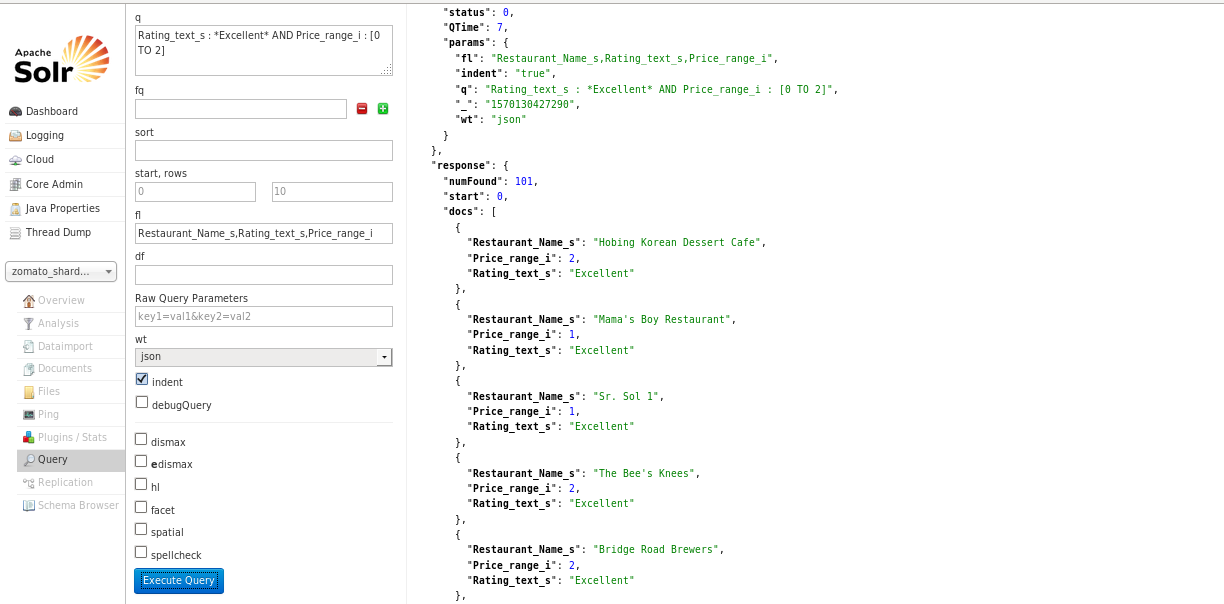 Apache
Solr
Dashboard
Logging
Cloud
Core Admin
Java Properties
Thread Dump
zomato_shard...
Overview
Analysis
Dataimport
Documents
Files
Ping
Plugins / Stats
Query
Replication
Schema Browser
q
Rating_text_s : *Excellent* AND Price_range_i : [0
TO 2]
fq
sort
start, rows
0
10
fl
Restaurant_Name_s,Rating_text_s,Price_range_i
df
Raw Query Parameters
key1=val1&key2=val2
wt
json
indent
debugQuery
dismax
edismax
hl
facet
spatial
spellcheck
Execute Query
"status": 0,
"QTime": 7,
"params": {
"fl": "Restaurant_Name_s,Rating_text_s,Price_range_i",
"indent": "true",
"q": "Rating_text_s : *Excellent* AND Price_range_i : [0 TO 2]",
"_": "1570130427290",
"wt": "json"
}
},
"response": {
"numFound": 101,
"start": 0,
"docs": [
{
"Restaurant_Name_s": "Hobing Korean Dessert Cafe",
"Price_range_i": 2,
"Rating_text_s": "Excellent"
},
{
"Restaurant_Name_s": "Mama's Boy Restaurant",
"Price_range_i": 1,
"Rating_text_s": "Excellent"
},
{
"Restaurant_Name_s": "Sr. Sol 1",
"Price_range_i": 1,
"Rating_text_s": "Excellent"
},
{
"Restaurant_Name_s": "The Bee's Knees",
"Price_range_i": 2,
"Rating_text_s": "Excellent"
},
{
"Restaurant_Name_s": "Bridge Road Brewers",
"Price_range_i": 2,
"Rating_text_s": "Excellent"
},